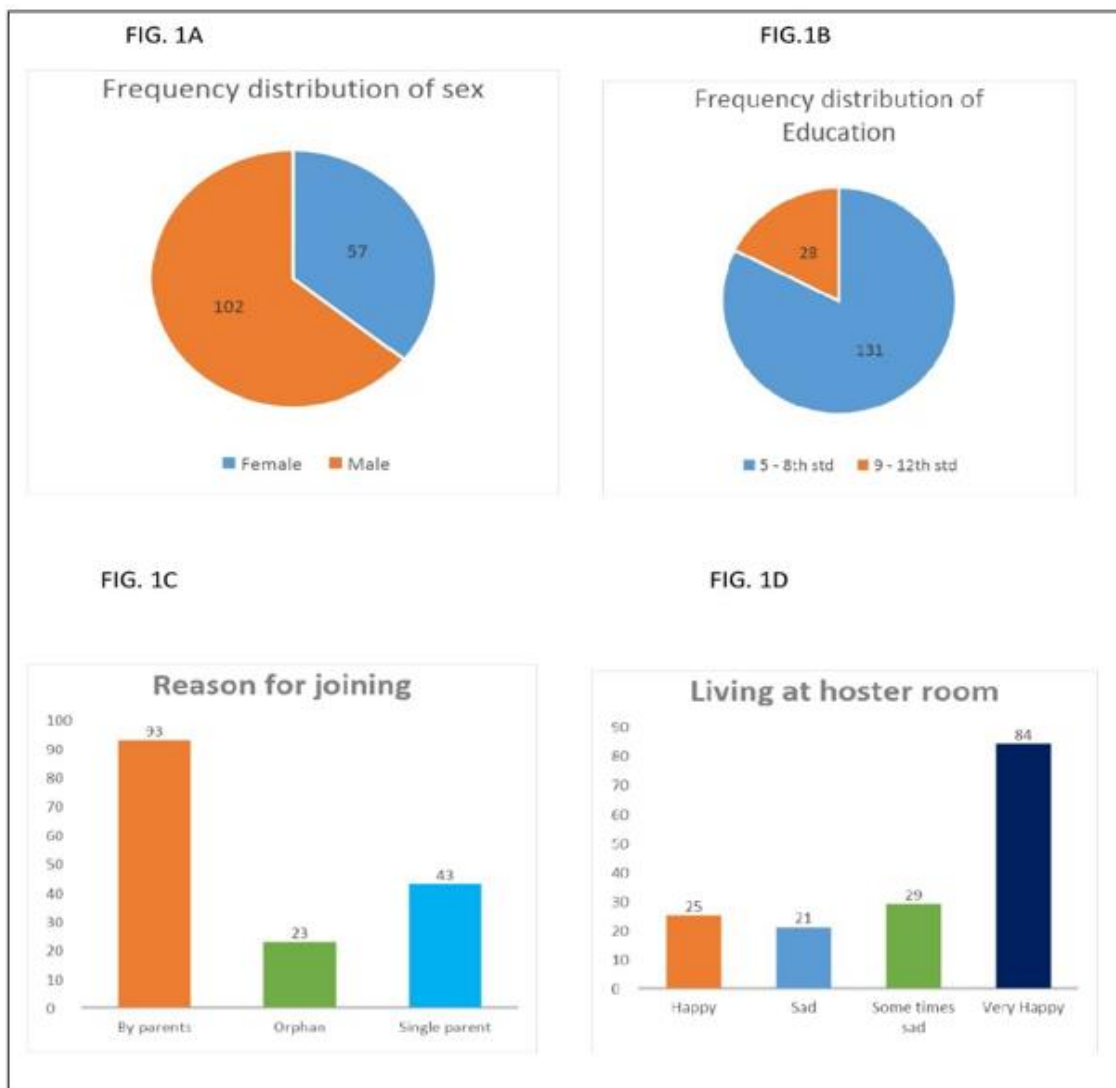 FIG. 1A
Frequency distribution of sex
57
102
Female Male
FIG.1B
Frequency distribution of
Education
28
131
5 - 8th std 9 - 12th std
FIG. 1C
Reason for joining
100
90
80
70
60
50
40
30
20
10
0
93
23
43
By parents
Orphan
Single parent
FIG. 1D
Living at hoster room
90
80
70
60
50
40
30
20
10
0
25
21
29
84
Happy
Sad
Some times
sad
Very Happy